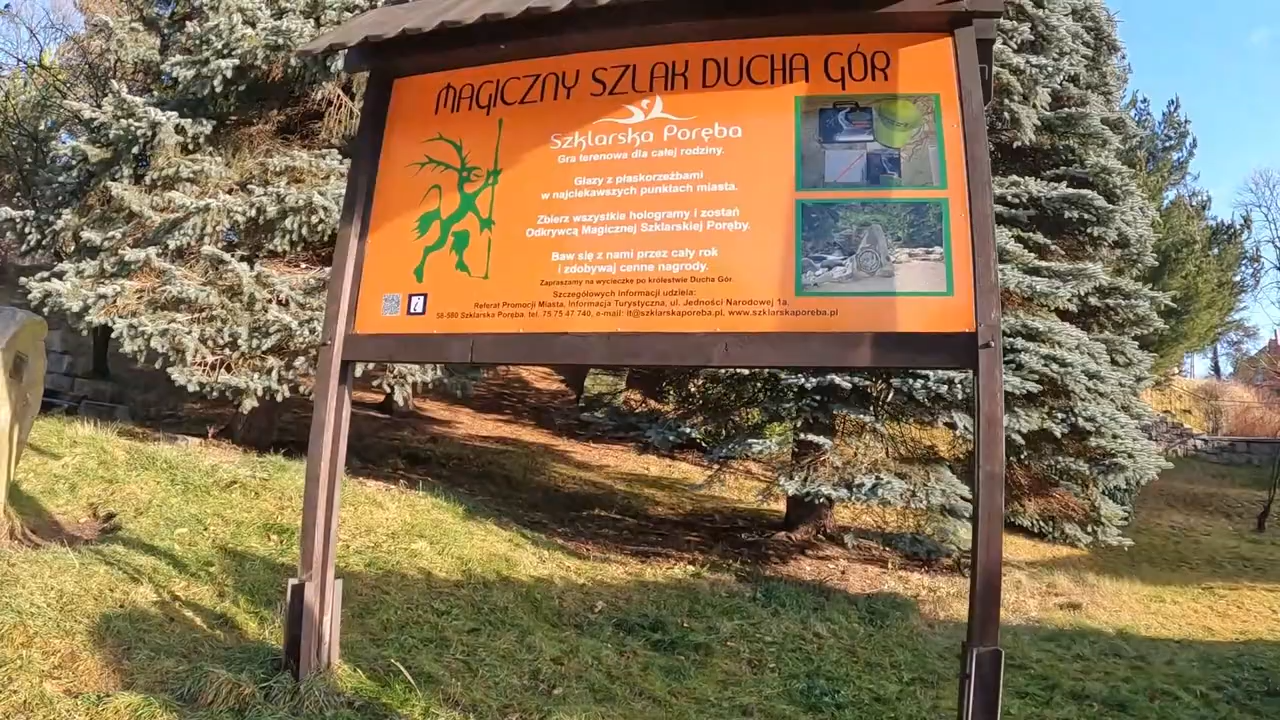 MAGICZNY SZLAK DUCHA GÓR
Szklarska Poręba
Gra terenowa dla całej rodziny.
Głazy z płaskorzeźbami
w najciekawszych punktach miasta.
Zbierz wszystkie hologramy i zostań
Odkrywcą Magicznej Szklarskiej Poręby.
Baw się z nami przez cały rok
i zdobywaj cenne nagrody.
Zapraszamy na wycieczkę po królestwie Ducha Gór.
Szczegółowych informacji udziela:
Referat Promocji Miasta, Informacja Turystyczna, ul. Jedności Narodowej 1a,
58-580 Szklarska Poręba, tel. 75 75 47 740, e-mail: it@szklarskaporeba.pl, www.szklarskaporeba.pl